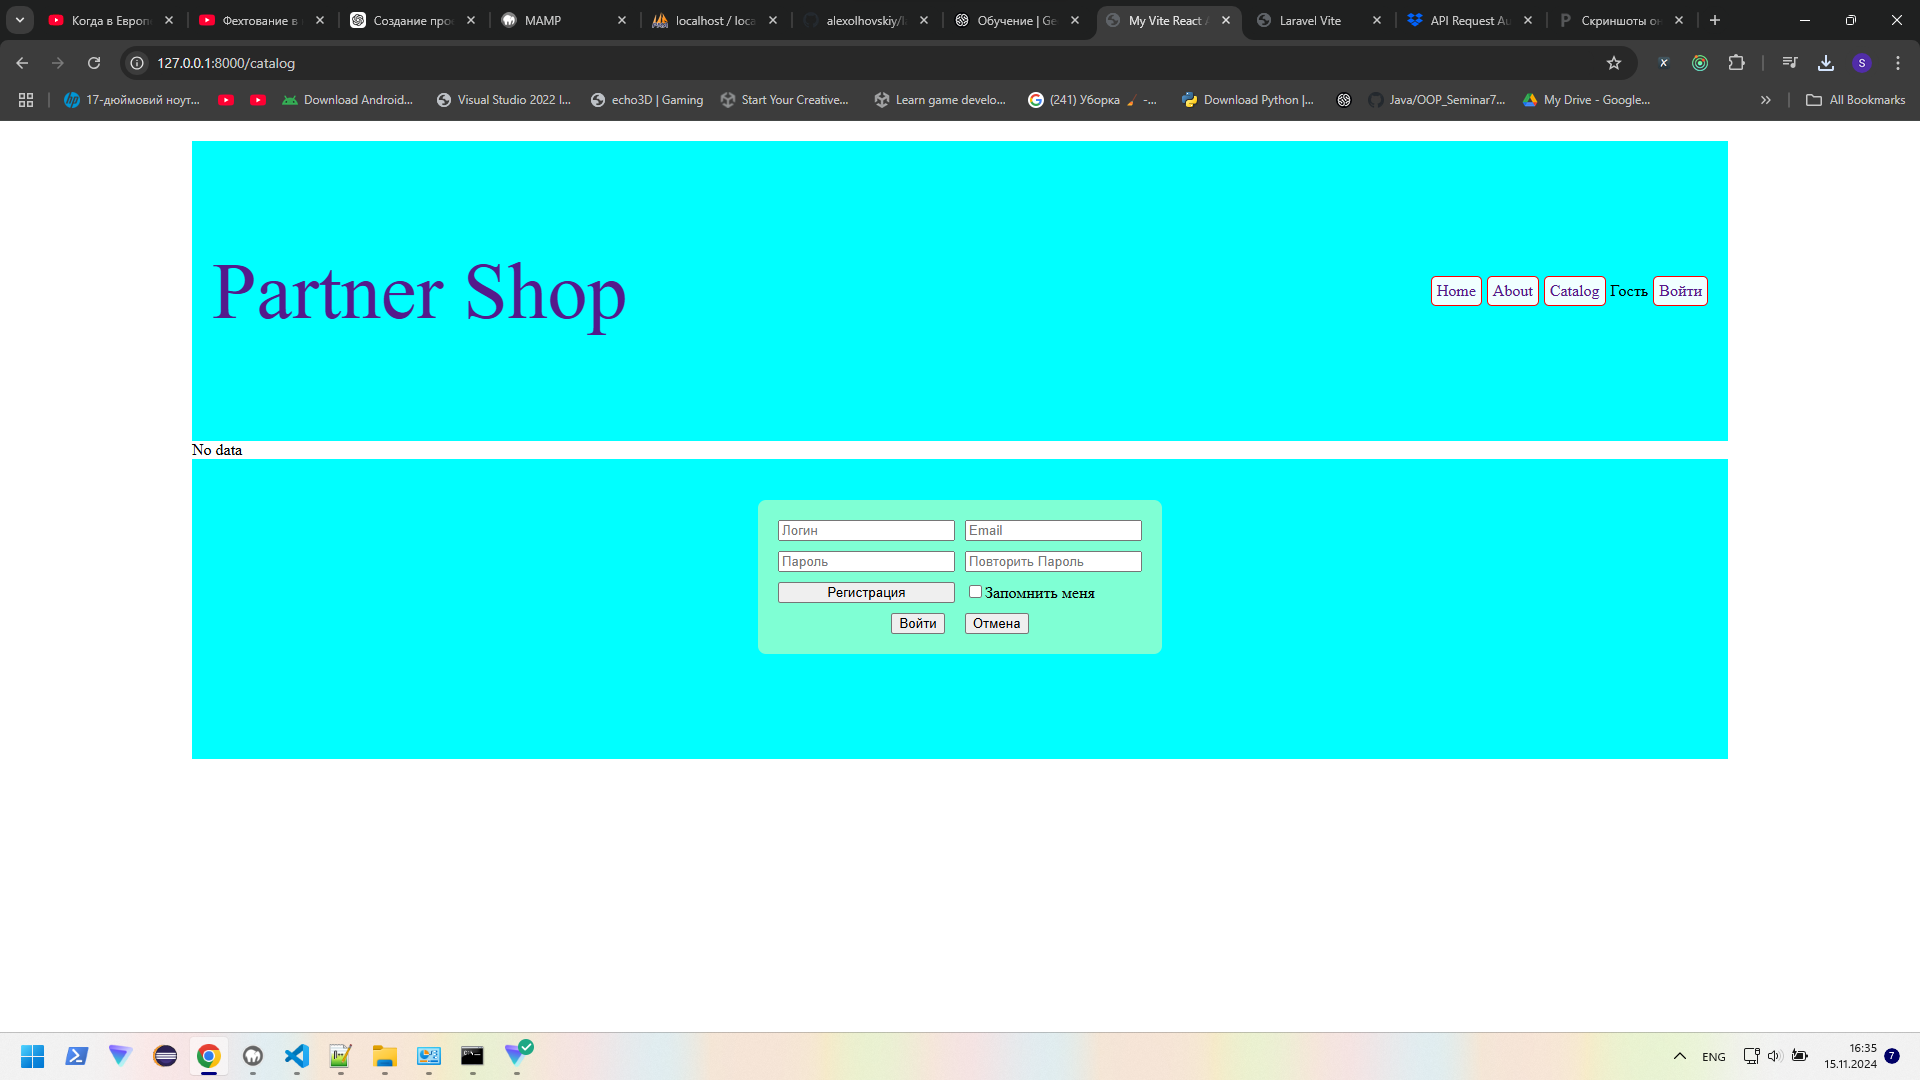 Когда в Европе
Фехтование в
Создание прос
MAMP
localhost / loca
alexolhovskiy/l
Обучение | Ge
My Vite React A
Laravel Vite
API Request Au
Скриншоты он
127.0.0.1:8000/catalog
17-дюймовий ноут...
Download Android...
Visual Studio 2022 I...
echo3D | Gaming
Start Your Creative...
Learn game develo...
(241) Уборка 🧹 -...
Download Python |...
Java/OOP_Seminar7...
My Drive - Google...
All Bookmarks
Partner Shop
Home About Catalog Гость Войти
No data
Логин Email
Пароль Повторить Пароль
Регистрация Запомнить меня
Войти Отмена
ENG
16:35
15.11.2024
7